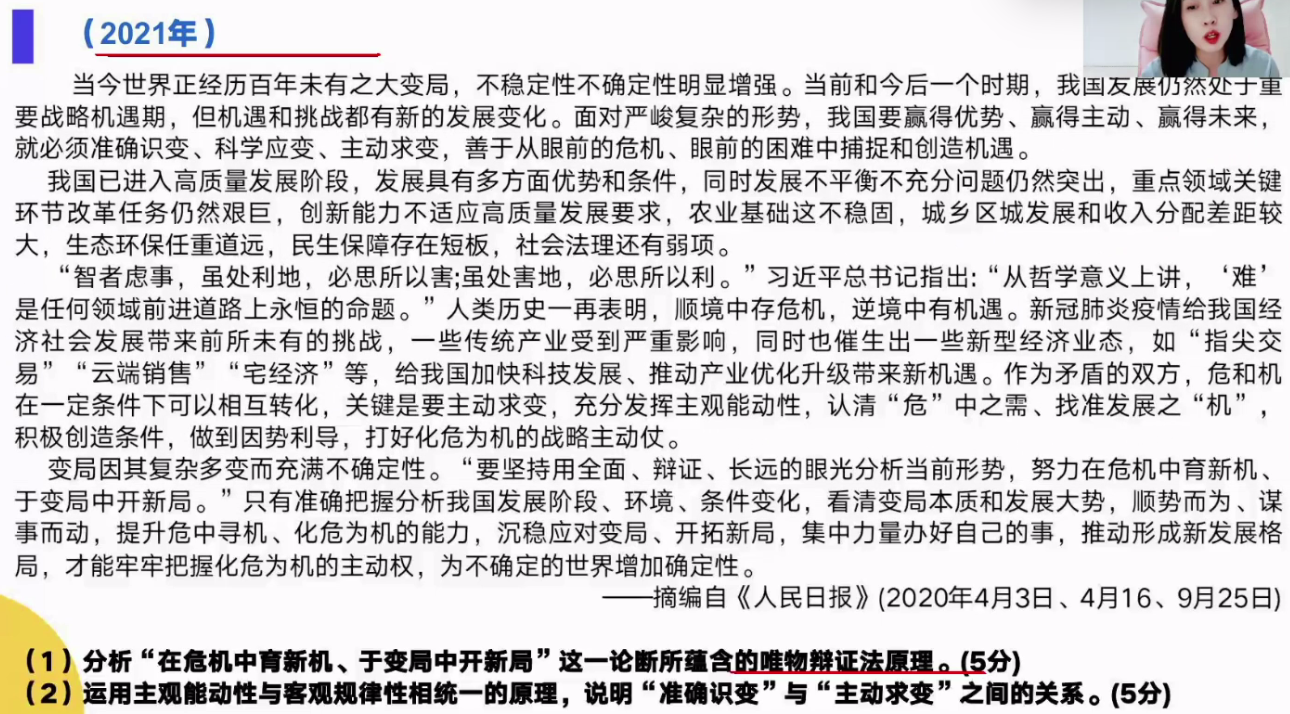 （2021年）
当今世界正经历百年未有之大变局，不稳定性不确定性明显增强。当前和今后一个时期，我国发展仍然处于重
要战略机遇期，但机遇和挑战都有新的发展变化。面对严峻复杂的形势，我国要赢得优势、赢得主动、赢得未来，
就必须准确识变、科学应变、主动求变，善于从眼前的危机、眼前的困难中捕捉和创造机遇。
我国已进入高质量发展阶段，发展具有多方面优势和条件，同时发展不平衡不充分问题仍然突出，重点领域关键
环节改革任务仍然艰巨，创新能力不适应高质量发展要求，农业基础这不稳固，城乡区城发展和收入分配差距较
大，生态环保任重道远，民生保障存在短板，社会法理还有弱项。
“智者虑事，虽处利地，必思所以害;虽处害地，必思所以利。”习近平总书记指出:“从哲学意义上讲，‘难’
是任何领域前进道路上永恒的命题。”人类历史一再表明，顺境中存危机，逆境中有机遇。新冠肺炎疫情给我国经
济社会发展带来前所未有的挑战，一些传统产业受到严重影响，同时也催生出一些新型经济业态，如“指尖交
易”“云端销售”“宅经济”等，给我国加快科技发展、推动产业优化升级带来新机遇。作为矛盾的双方，危和机
在一定条件下可以相互转化，关键是要主动求变，充分发挥主观能动性，认清“危”中之需、找准发展之“机”，
积极创造条件，做到因势利导，打好化危为机的战略主动仗。
变局因其复杂多变而充满不确定性。“要坚持用全面、辩证、长远的眼光分析当前形势，努力在危机中育新机、
于变局中开新局。”只有准确把握分析我国发展阶段、环境、条件变化，看清变局本质和发展大势，顺势而为、谋
事而动，提升危中寻机、化危为机的能力，沉稳应对变局、开拓新局，集中力量办好自己的事，推动形成新发展格
局，才能牢牢把握化危为机的主动权，为不确定的世界增加确定性。
——摘编自《人民日报》(2020年4月3日、4月16、9月25日)
（1）分析“在危机中育新机、于变局中开新局”这一论断所蕴含的唯物辩证法原理。(5分)
（2）运用主观能动性与客观规律性相统一的原理，说明“准确识变”与“主动求变”之间的关系。(5分)